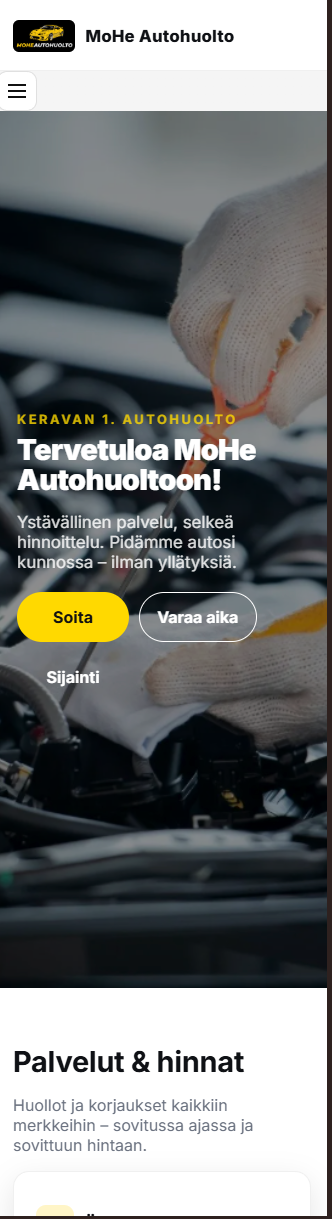 MOHEAUTOHUOLTO
MoHe Autohuolto
KERAVAN 1. AUTOHUOLTO
Tervetuloa MoHe
Autohuoltoon!
Ystävällinen palvelu, selkeä
hinnoittelu. Pidämme autosi
kunnossa – ilman yllätyksiä.
Soita
Varaa aika
Sijainti
Palvelut & hinnat
Huollot ja korjaukset kaikkiin
merkkeihin – sovitussa ajassa ja
sovittuun hintaan.